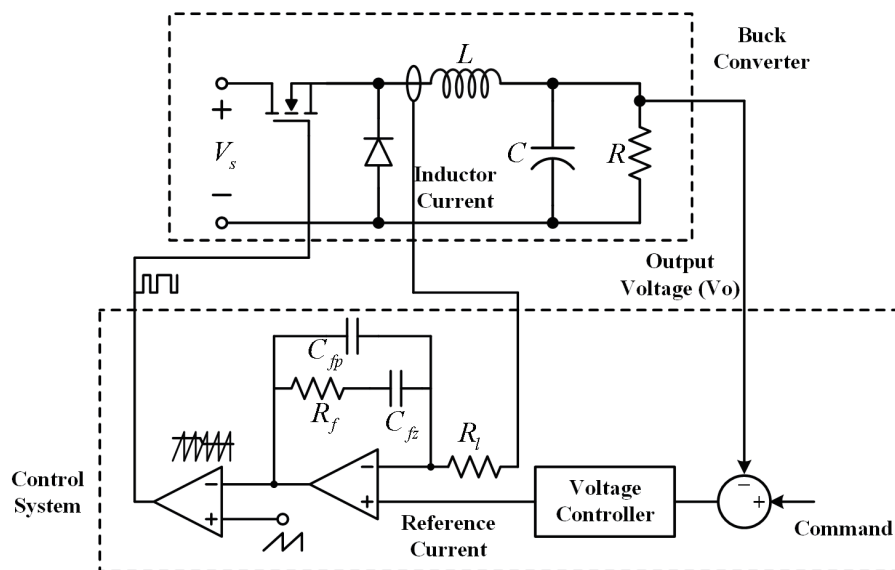 Buck
Converter
L
+
V_s
−
C
R
Inductor
Current
Output
Voltage (Vo)
C_fp
R_f
C_fz
R_l
Control
System
−
+
−
+
Voltage
Controller
−
+
Reference
Current
Command